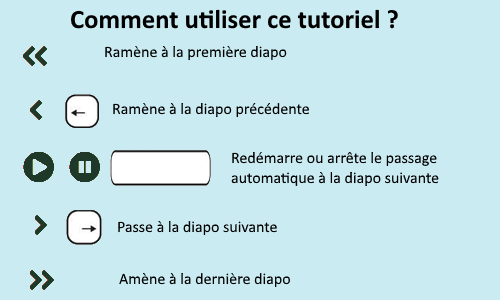 Comment utiliser ce tutoriel ?
Ramène à la première diapo
Ramène à la diapo précédente
Redémarre ou arrête le passage
automatique à la diapo suivante
Passe à la diapo suivante
Amène à la dernière diapo